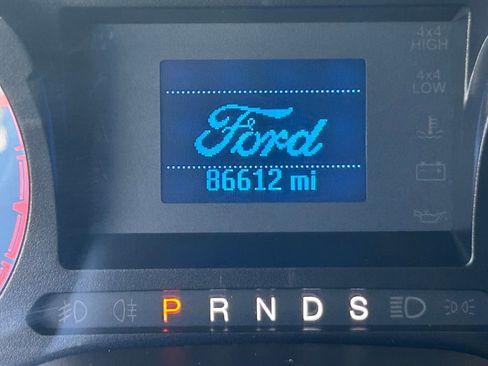 4x4
HIGH
4x4
LOW
Ford
86612 mi
P R N D S